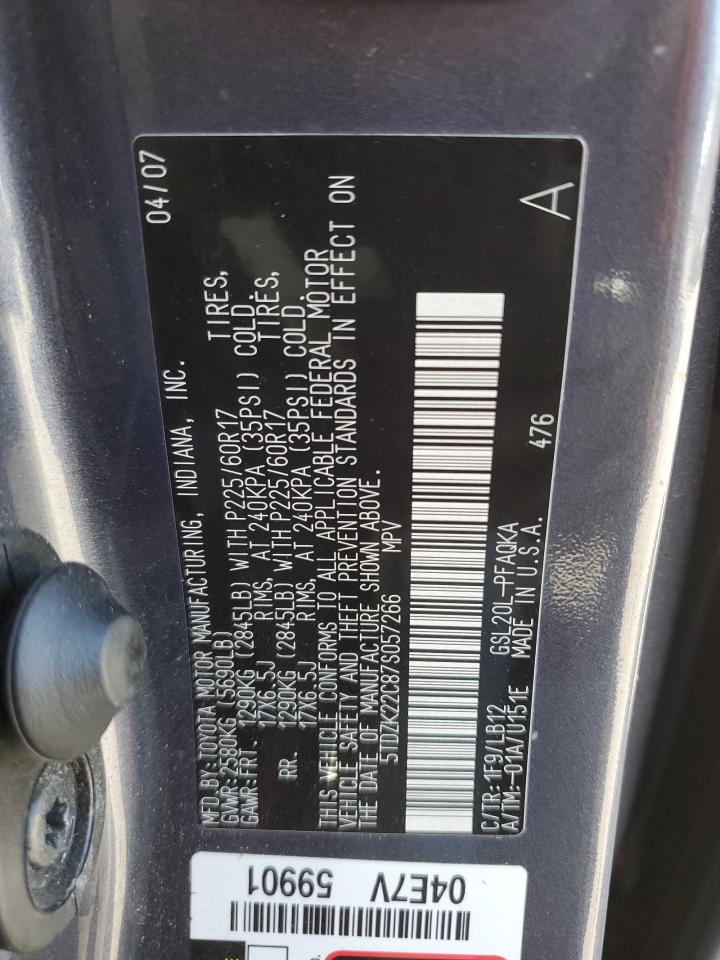 04/07
MFD.BY:TOYOTA MOTOR MANUFACTURING, INDIANA, INC.
GVWR:2580KG(5690LB)
GAWR:FRT. 1290KG (2845LB) WITH P225/60R17 TIRES,
17X6.5J RIMS, AT 240KPA (35PSI) COLD.
RR. 1290KG (2845LB) WITH P225/60R17 TIRES,
17X6.5J RIMS, AT 240KPA (35PSI) COLD.
THIS VEHICLE CONFORMS TO ALL APPLICABLE FEDERAL MOTOR
VEHICLE SAFETY AND THEFT PREVENTION STANDARDS IN EFFECT ON
THE DATE OF MANUFACTURE SHOWN ABOVE.
5TDZK22C87S057266 MPV
C/TR:1F9/LB12 GSL20L-PFAQKA
A/TM:-01A/U151E MADE IN U.S.A. 476
A
04E7V 59901